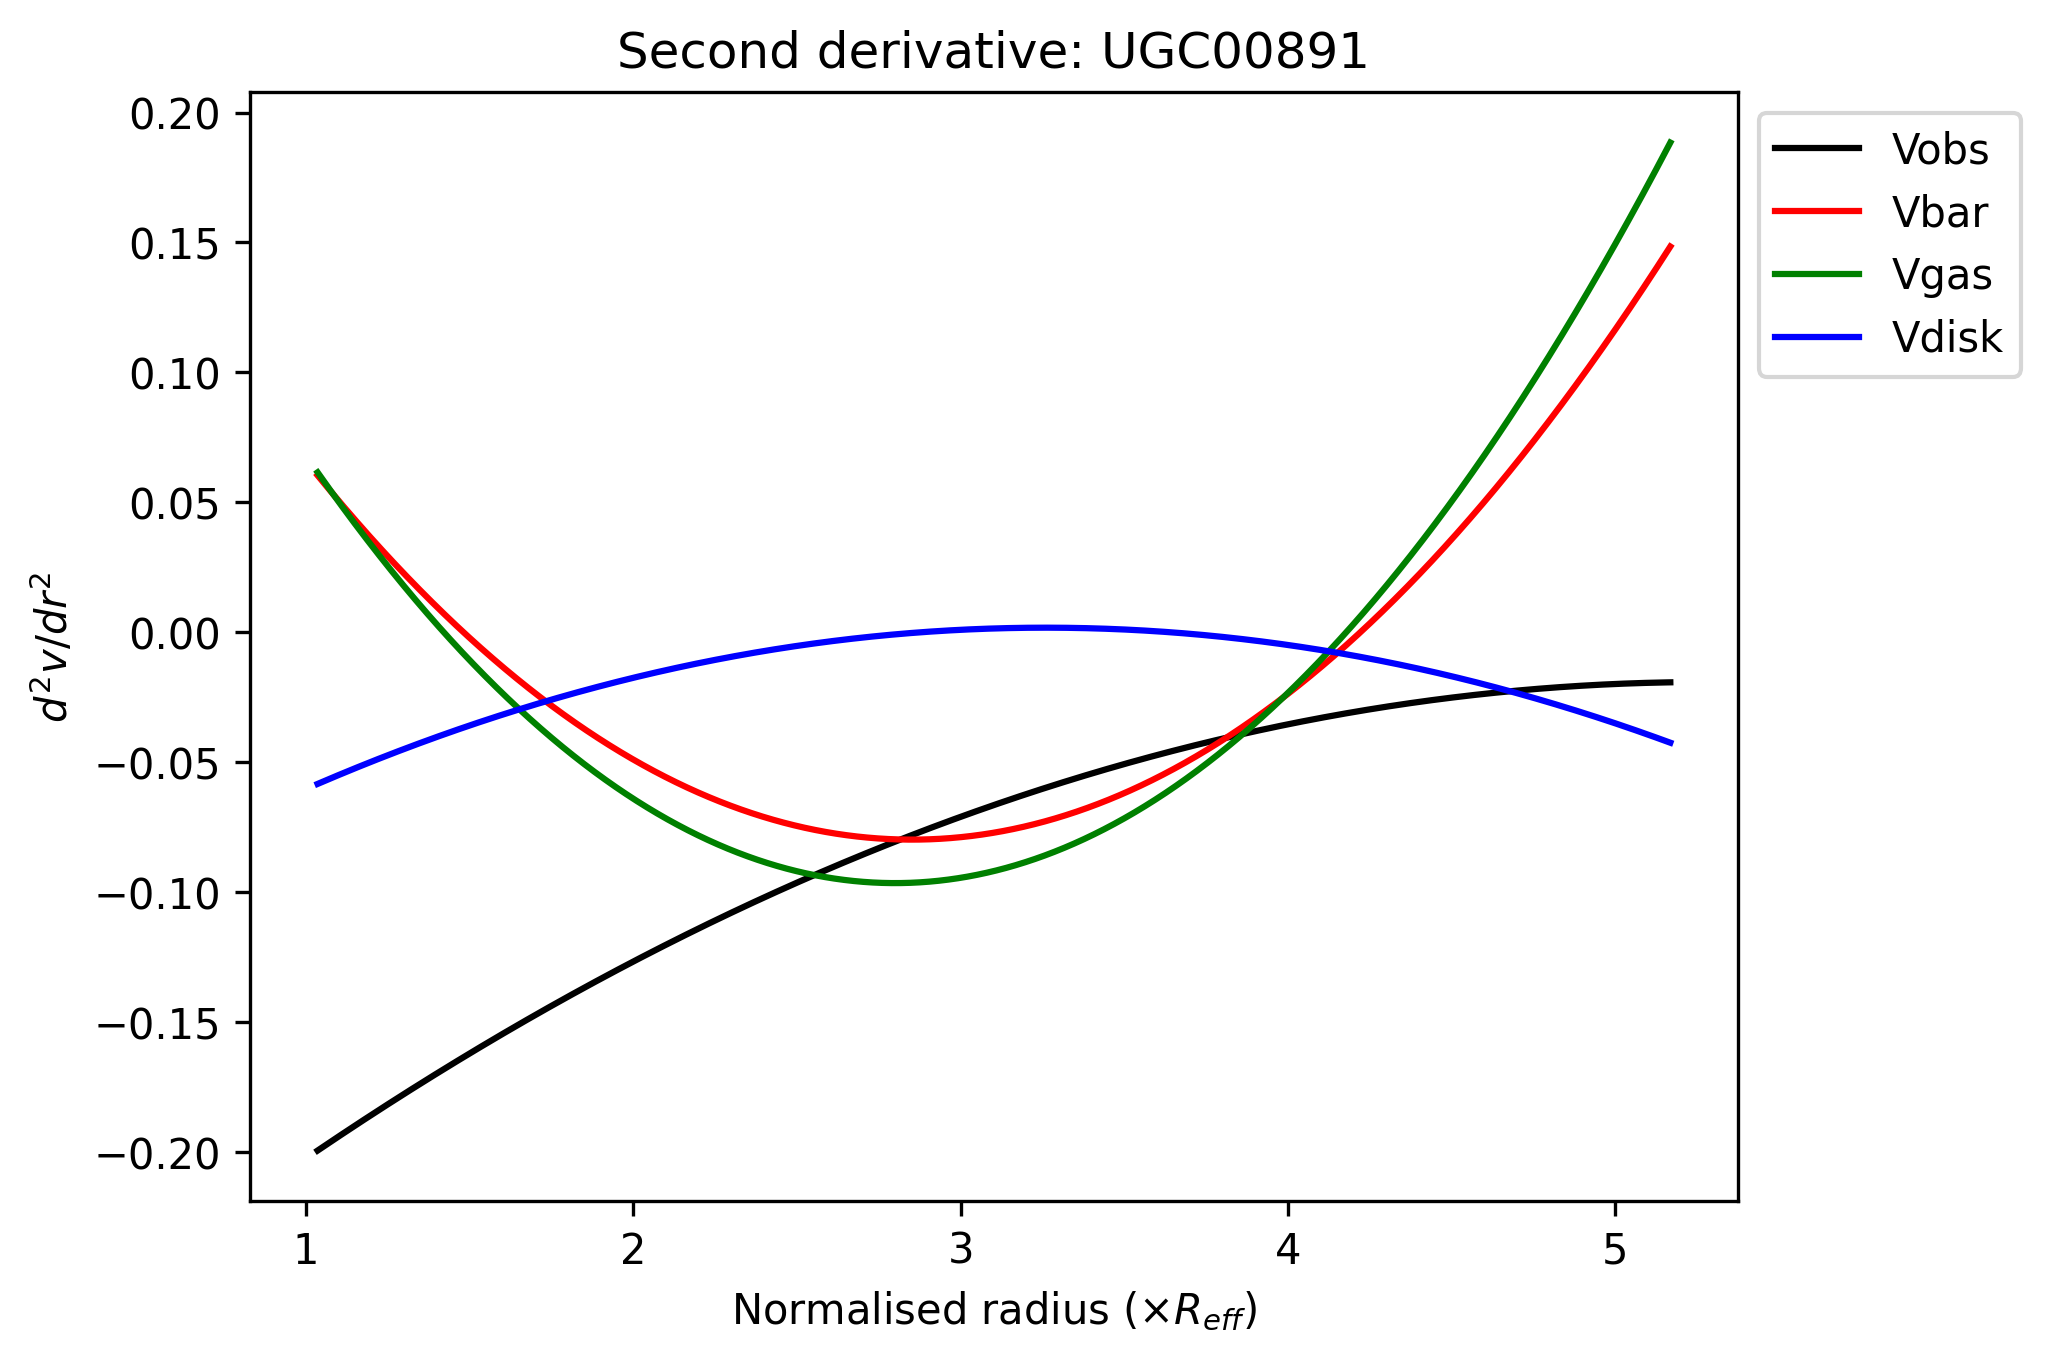 Second derivative: UGC00891
0.20
0.15
0.10
0.05
0.00
−0.05
−0.10
−0.15
−0.20
d²v/dr²
1 2 3 4 5
Normalised radius (×R_eff)
Vobs
Vbar
Vgas
Vdisk